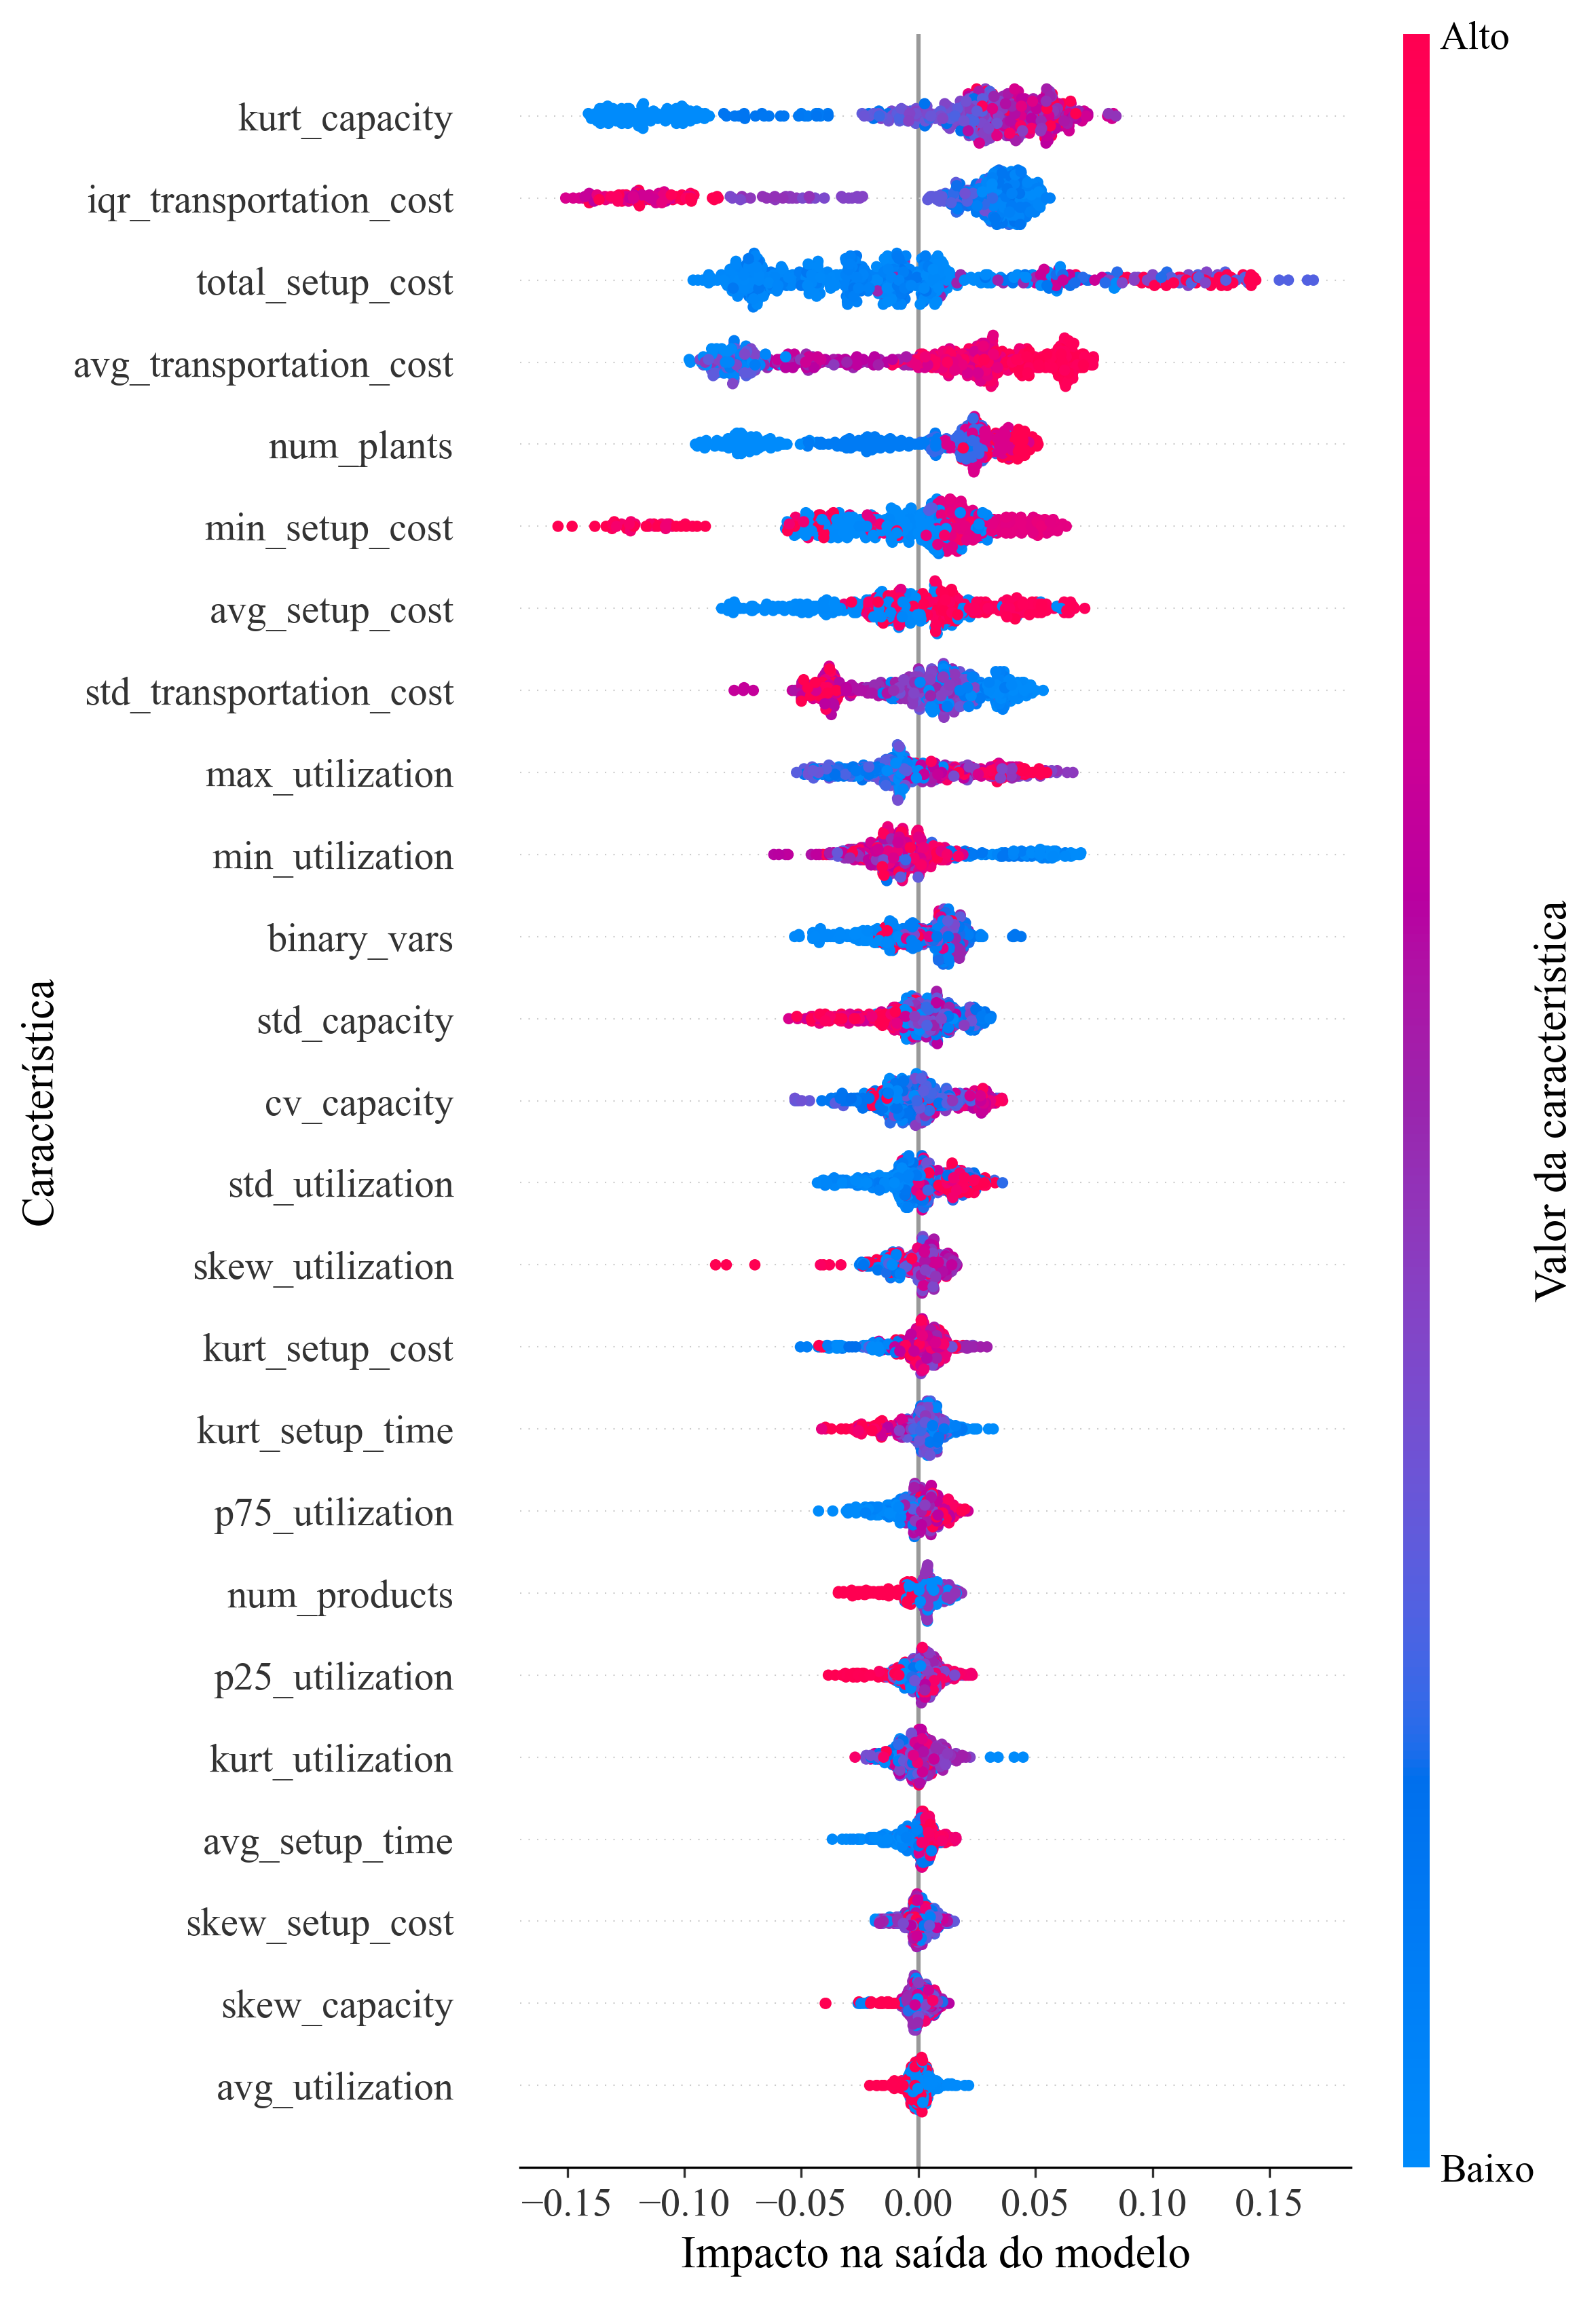 Alto
kurt_capacity
iqr_transportation_cost
total_setup_cost
avg_transportation_cost
num_plants
min_setup_cost
avg_setup_cost
std_transportation_cost
max_utilization
min_utilization
binary_vars
std_capacity
cv_capacity
std_utilization
skew_utilization
kurt_setup_cost
kurt_setup_time
p75_utilization
num_products
p25_utilization
kurt_utilization
avg_setup_time
skew_setup_cost
skew_capacity
avg_utilization
Característica
Valor da característica
Baixo
−0.15 −0.10 −0.05 0.00 0.05 0.10 0.15
Impacto na saída do modelo